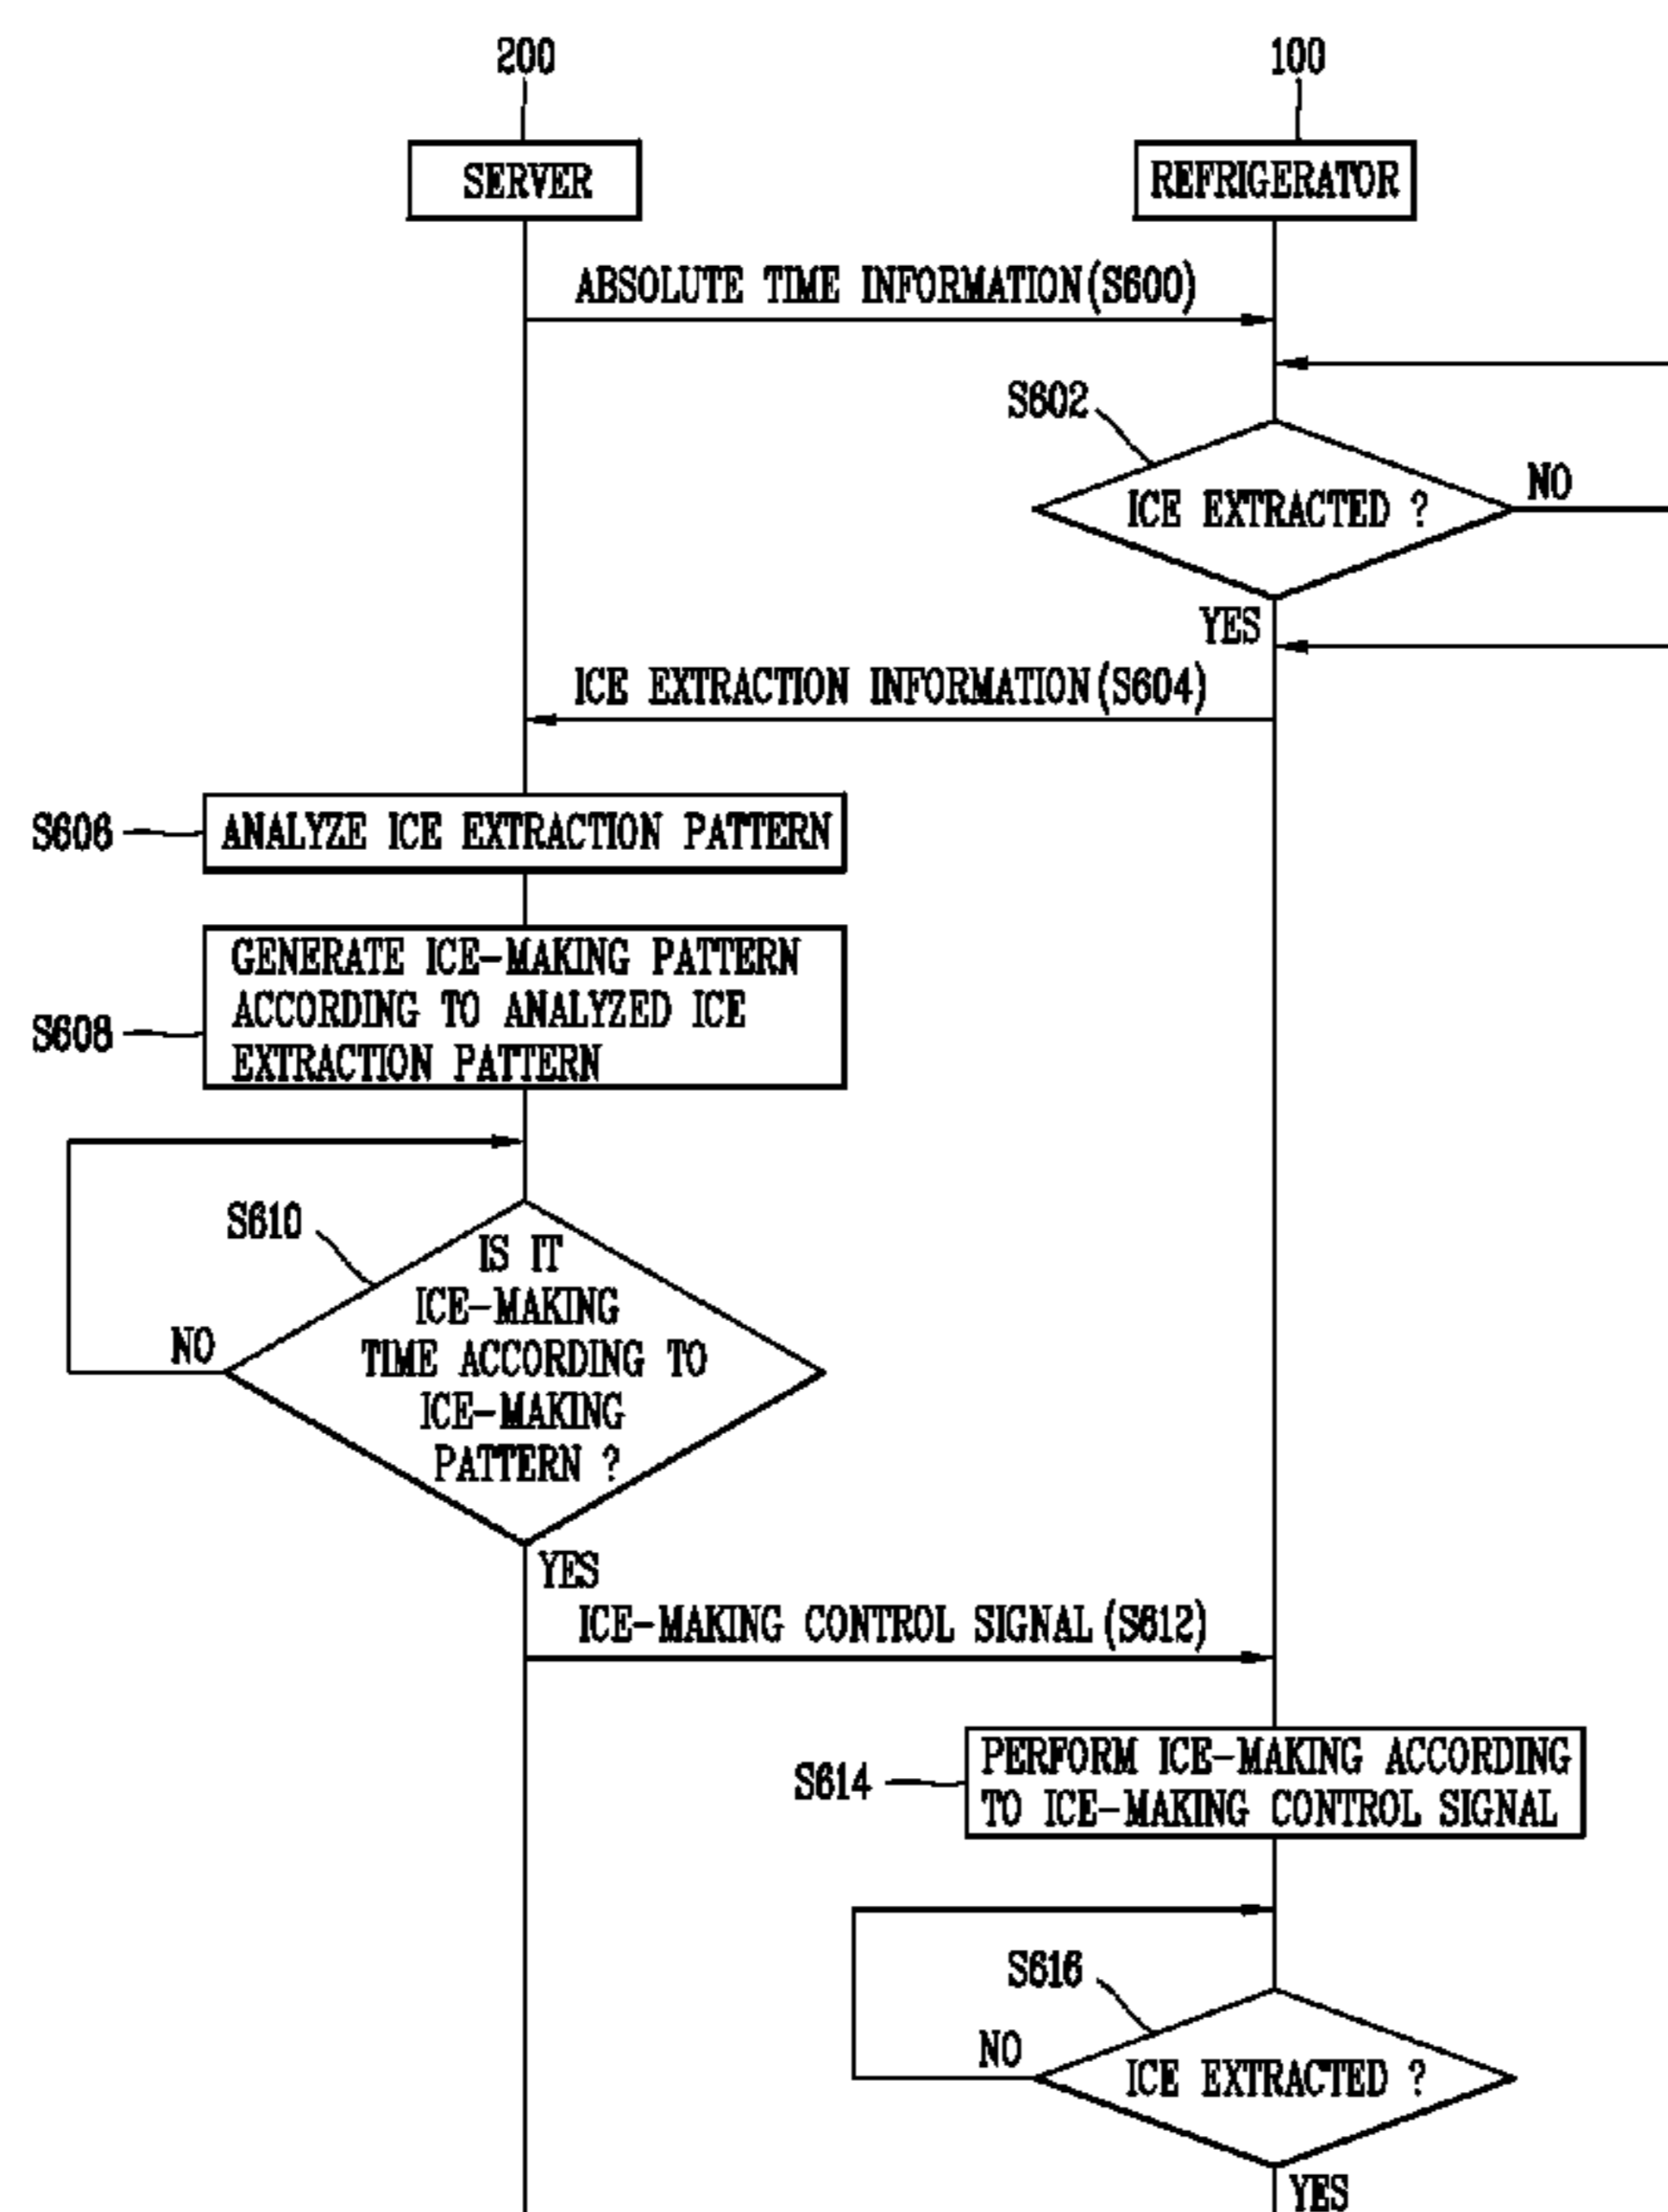 200
100
SERVER
REFRIGERATOR
ABSOLUTE TIME INFORMATION(S600)
S602
ICE EXTRACTED ?
NO
YES
ICE EXTRACTION INFORMATION(S604)
S606
ANALYZE ICE EXTRACTION PATTERN
GENERATE ICE-MAKING PATTERN
ACCORDING TO ANALYZED ICE
EXTRACTION PATTERN
S608
S610
IS IT
ICE-MAKING
TIME ACCORDING TO
ICE-MAKING
PATTERN ?
NO
YES
ICE-MAKING CONTROL SIGNAL(S612)
S614
PERFORM ICE-MAKING ACCORDING
TO ICE-MAKING CONTROL SIGNAL
S616
NO
ICE EXTRACTED ?
YES